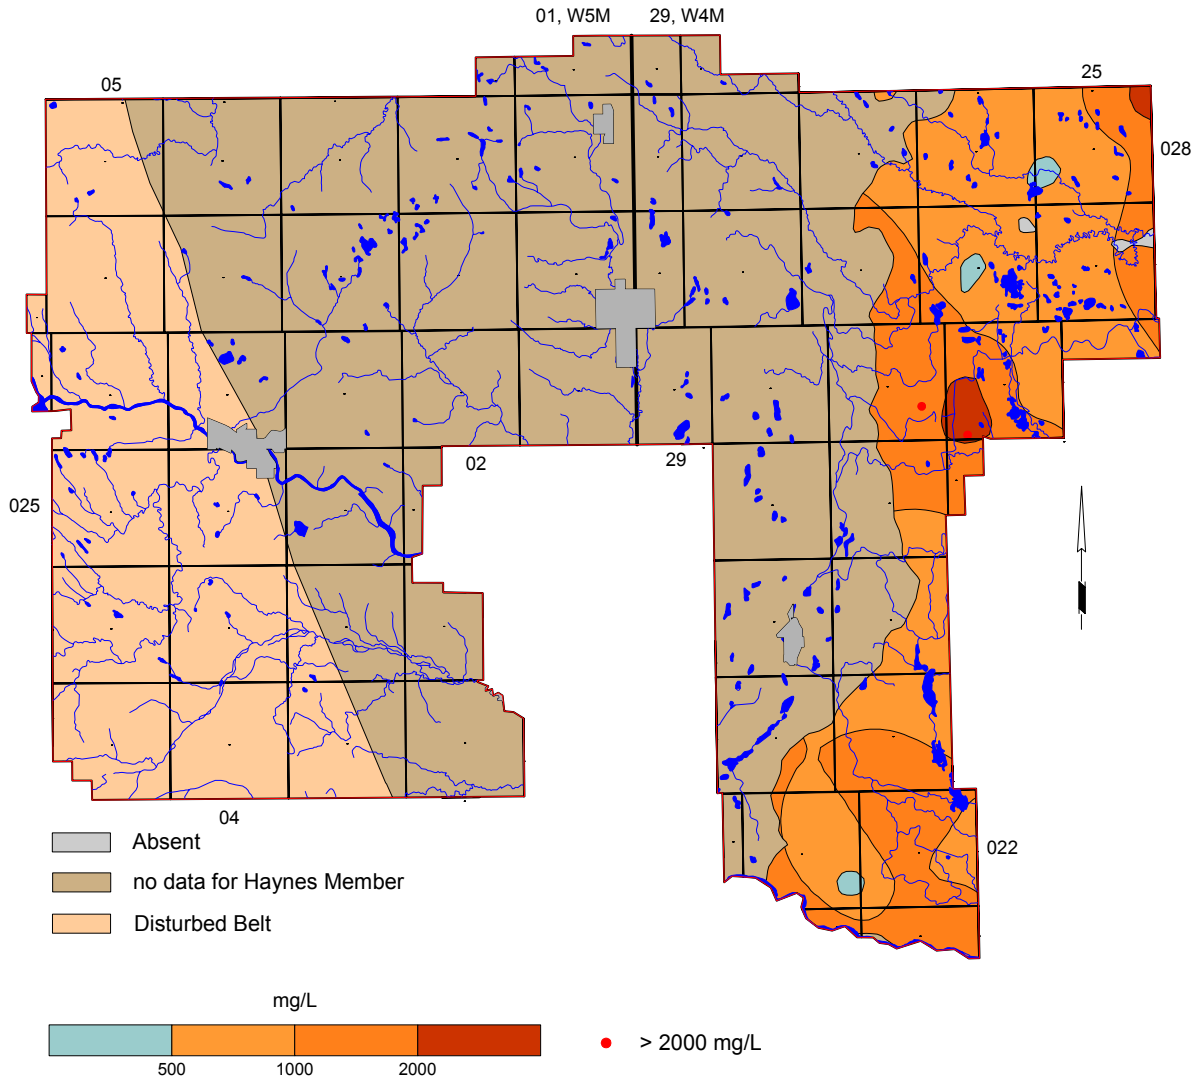 01, W5M
29, W4M
05
25
028
02
29
025
04
022
Absent
no data for Haynes Member
Disturbed Belt
mg/L
500
1000
2000
> 2000 mg/L